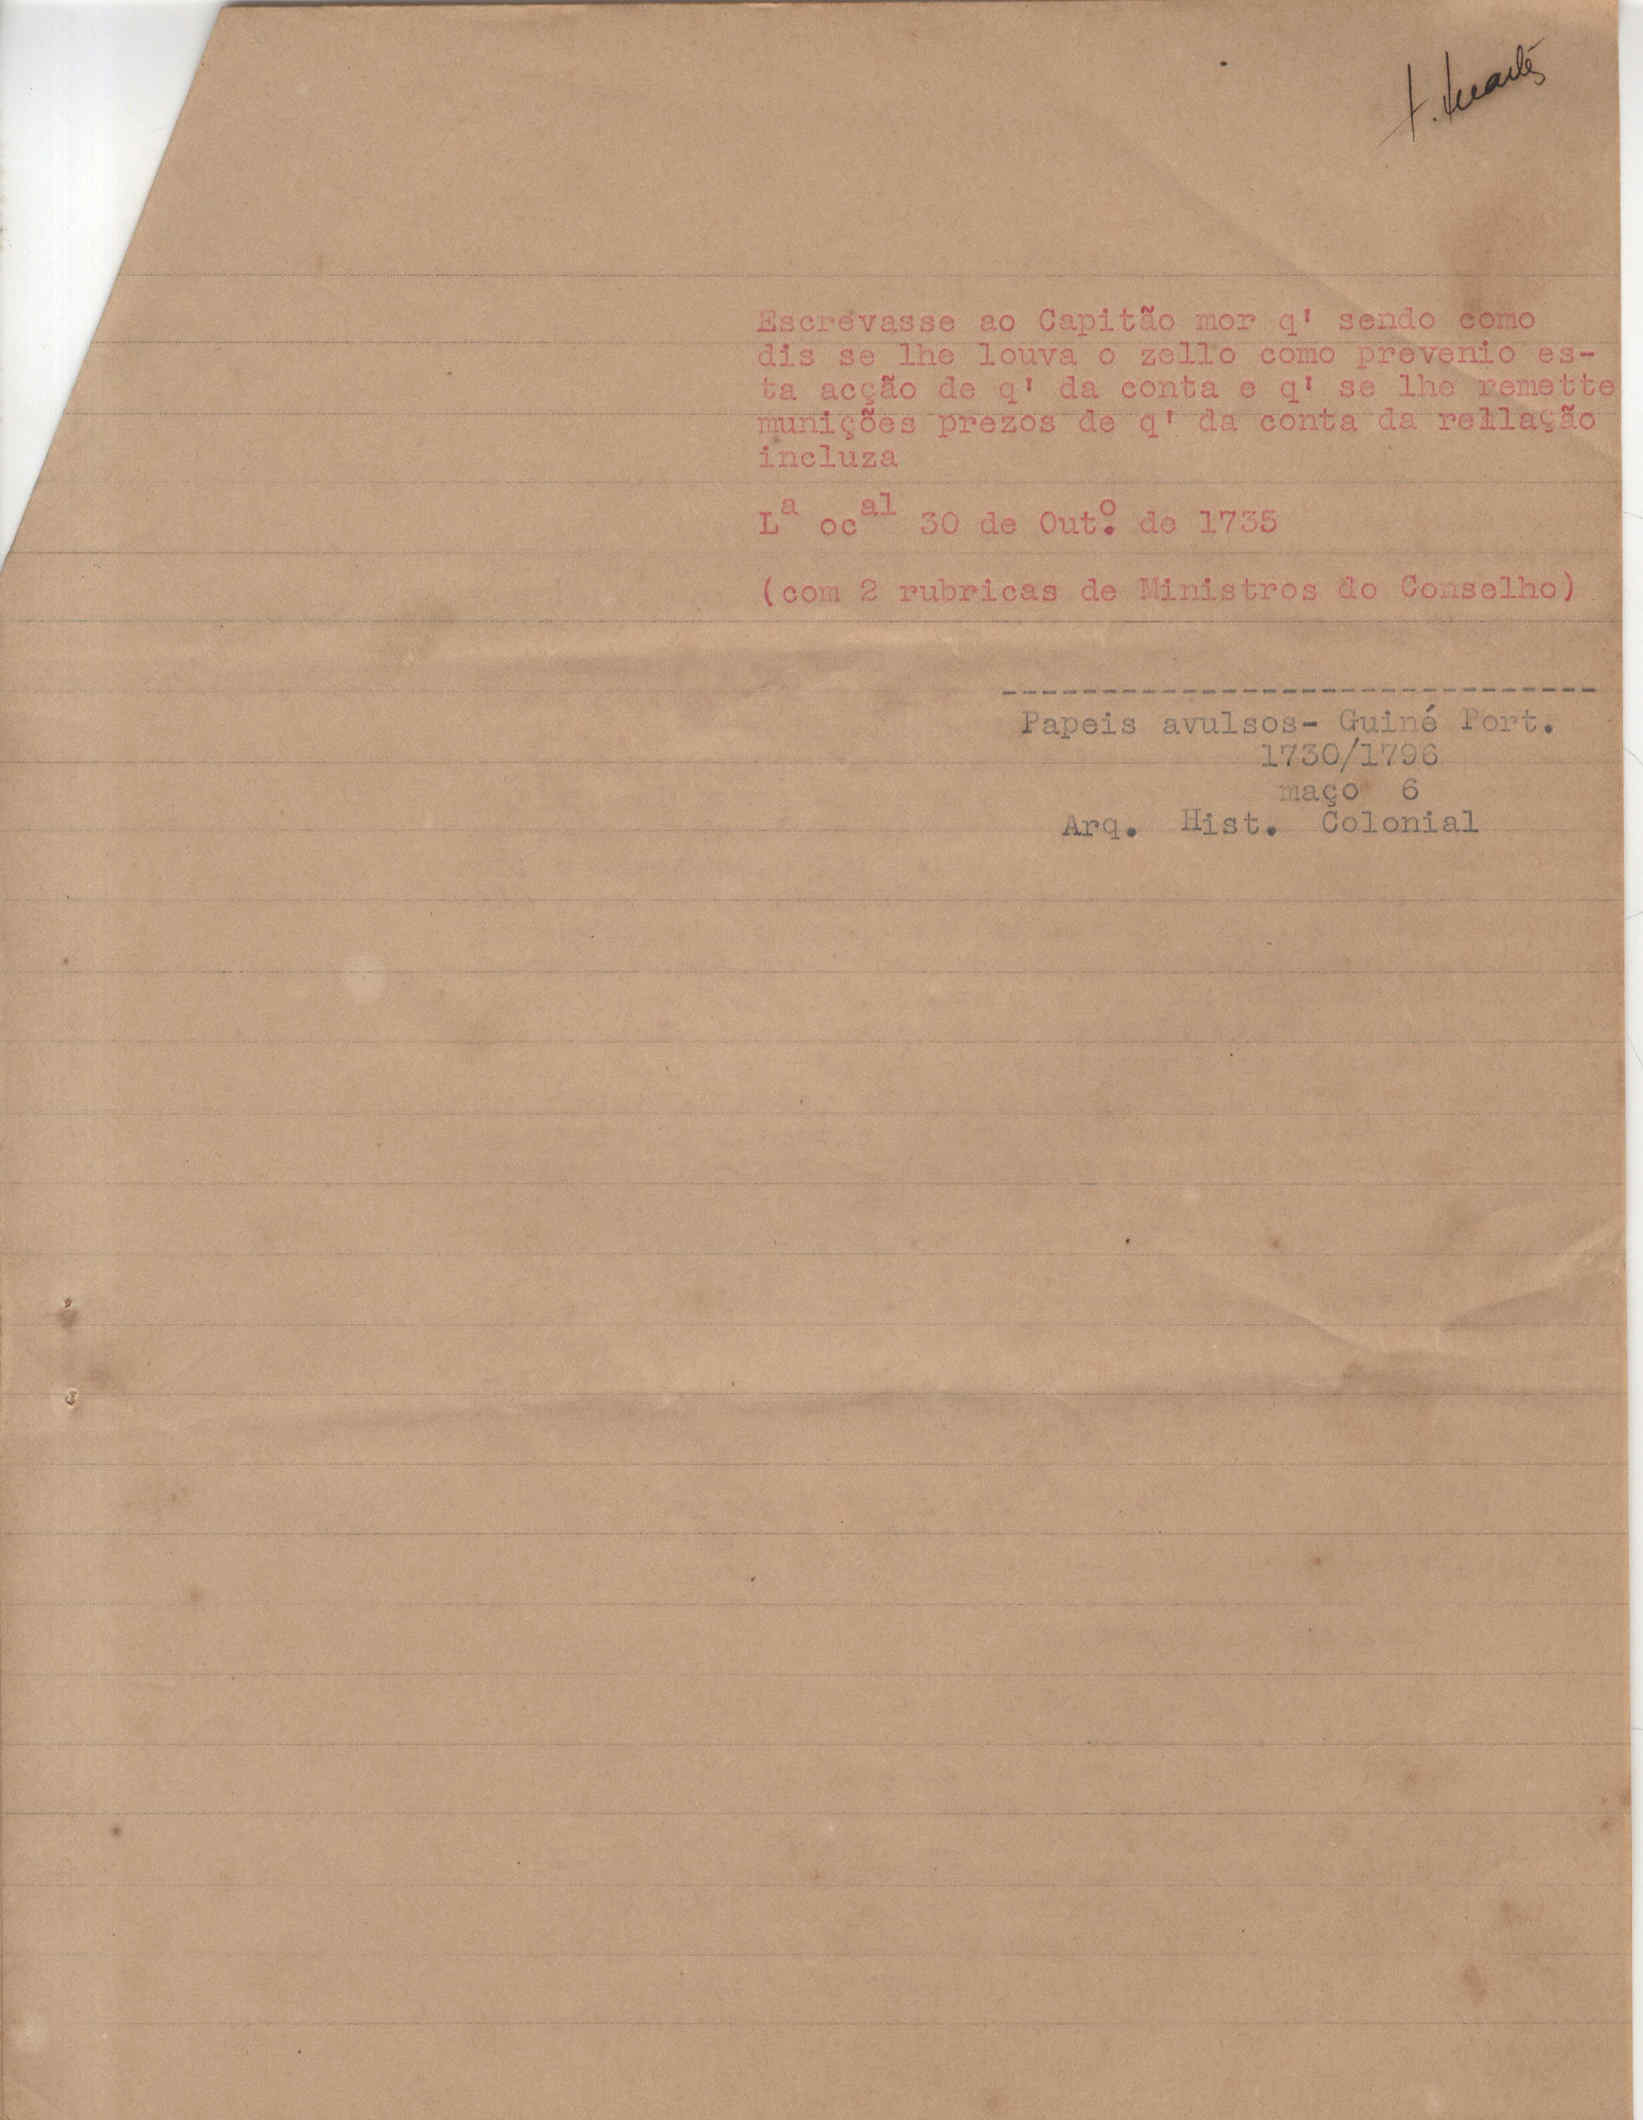 Escrevasse ao Capitão mor q' sendo como
dis se lhe louva o zello como prevenio es-
ta acção de q' da conta e q' se lhe remette
munições prezos de q' da conta da rellação
incluza
Lª ocᵃˡ 30 de Outº. de 1735
(com 2 rubricas de Ministros do Conselho)
------------------------------
Papeis avulsos- Guiné Port.
1730/1796
maço 6
Arq. Hist. Colonial